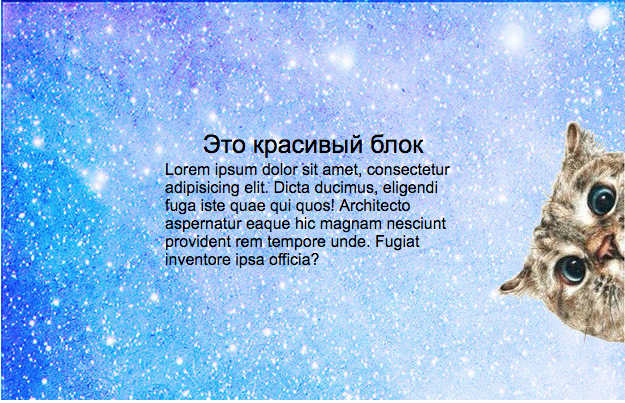 Это красивый блок
Lorem ipsum dolor sit amet, consectetur
adipisicing elit. Dicta ducimus, eligendi
fuga iste quae qui quos! Architecto
aspernatur eaque hic magnam nesciunt
provident rem tempore unde. Fugiat
inventore ipsa officia?